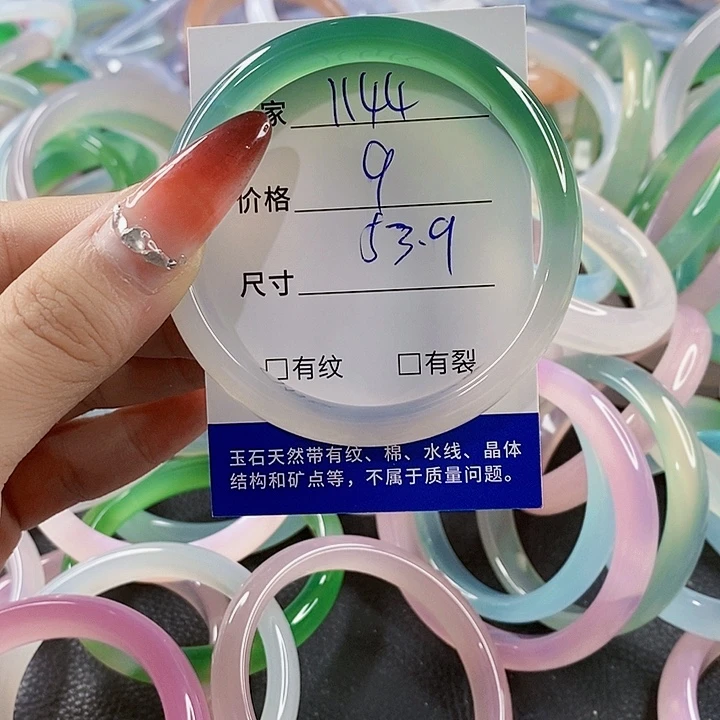 家 1144
价格 9
尺寸 53.9
□有纹 □有裂
玉石天然带有纹、棉、水线、晶体
结构和矿点等，不属于质量问题。